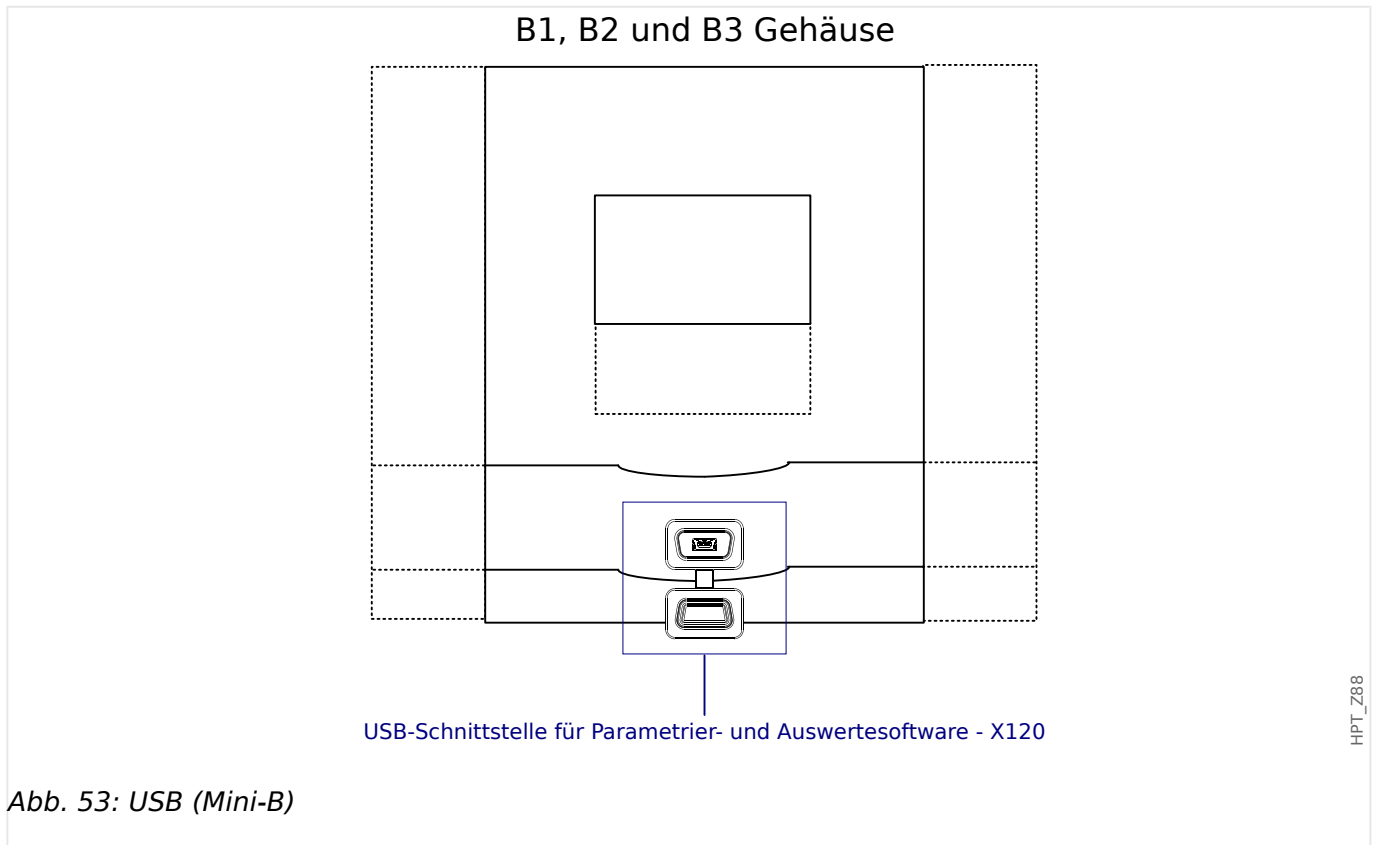 B1, B2 und B3 Gehäuse
USB-Schnittstelle für Parametrier- und Auswertesoftware - X120
HPT_Z88
Abb. 53: USB (Mini-B)